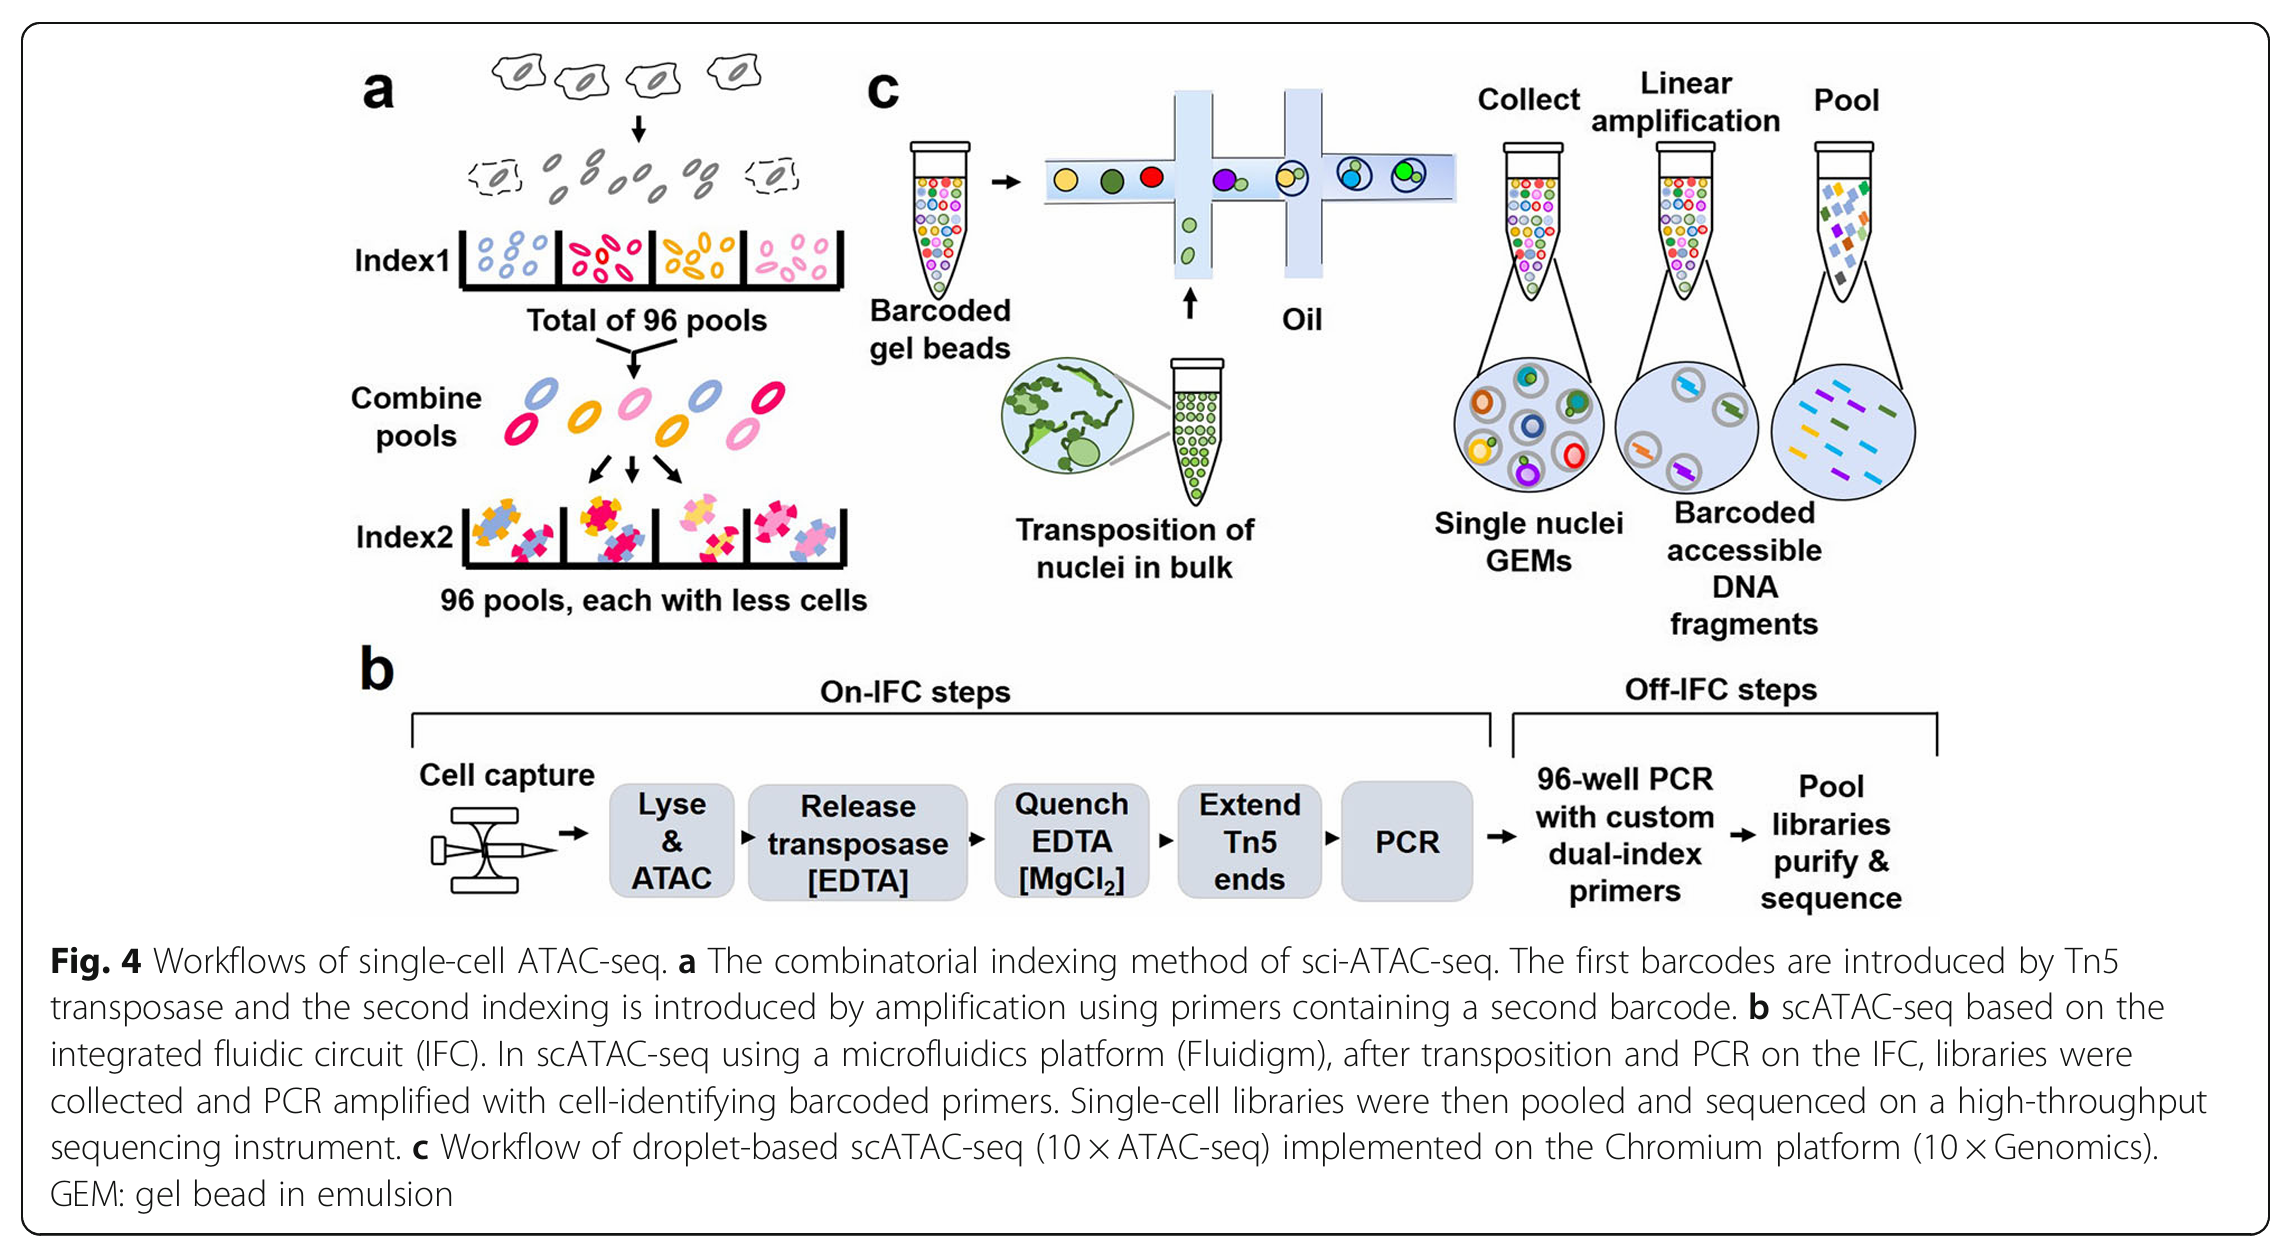 a
Index1
Total of 96 pools
Combine
pools
Index2
96 pools, each with less cells
c
Barcoded
gel beads
Oil
Transposition of
nuclei in bulk
Collect
Linear
amplification
Pool
Single nuclei
GEMs
Barcoded
accessible
DNA
fragments
b
On-IFC steps
Off-IFC steps
Cell capture
Lyse
&
ATAC
Release
transposase
[EDTA]
Quench
EDTA
[MgCl₂]
Extend
Tn5
ends
PCR
96-well PCR
with custom
dual-index
primers
Pool
libraries
purify &
sequence
Fig. 4 Workflows of single-cell ATAC-seq. a The combinatorial indexing method of sci-ATAC-seq. The first barcodes are introduced by Tn5
transposase and the second indexing is introduced by amplification using primers containing a second barcode. b scATAC-seq based on the
integrated fluidic circuit (IFC). In scATAC-seq using a microfluidics platform (Fluidigm), after transposition and PCR on the IFC, libraries were
collected and PCR amplified with cell-identifying barcoded primers. Single-cell libraries were then pooled and sequenced on a high-throughput
sequencing instrument. c Workflow of droplet-based scATAC-seq (10 × ATAC-seq) implemented on the Chromium platform (10 × Genomics).
GEM: gel bead in emulsion